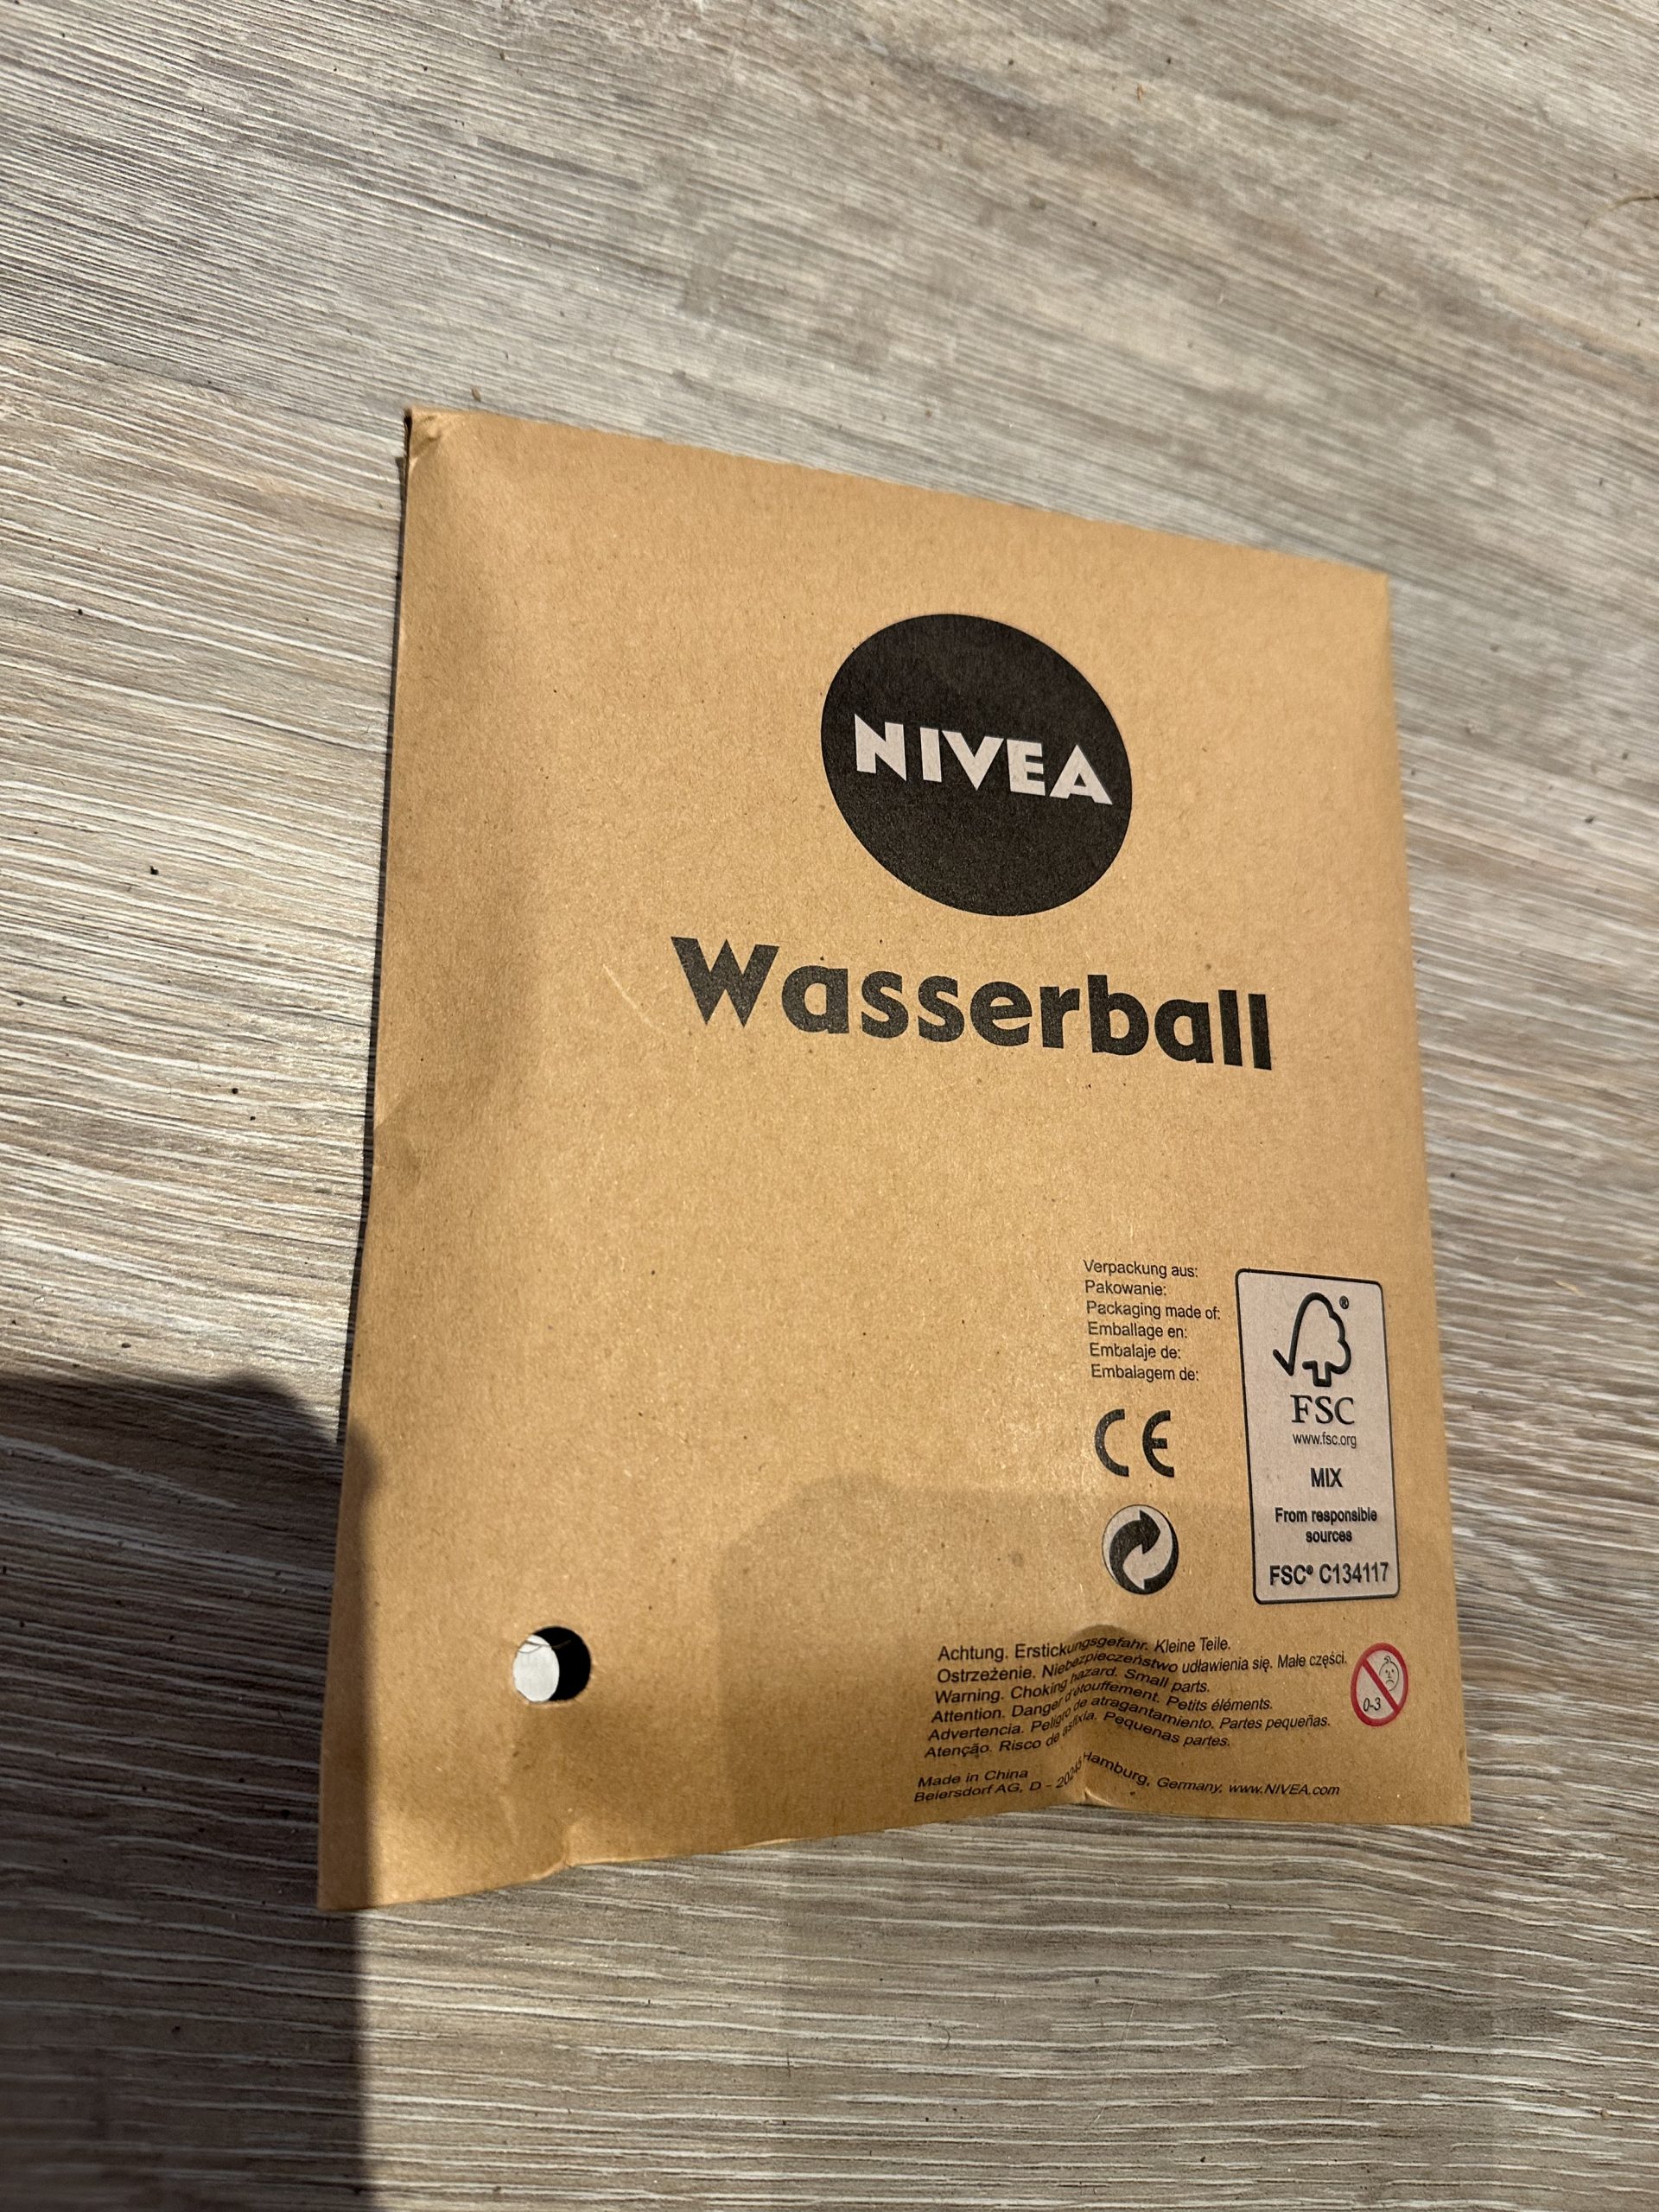 NIVEA
Wasserball
Verpackung aus:
Pakowanie:
Packaging made of:
Emballage en:
Embalaje de:
Embalagem de:
CE
®
FSC
www.fsc.org
MIX
From responsible
sources
FSC® C134117
Achtung. Erstickungsgefahr. Kleine Teile.
Ostrzeżenie. Niebezpieczeństwo udławienia się. Małe części.
Warning. Choking hazard. Small parts.
Attention. Danger d'étouffement. Petits éléments.
Advertencia. Peligro de atragantamiento. Partes pequeñas.
Atenção. Risco de asfixia. Pequenas partes.
0-3
Made in China
Beiersdorf AG, D - 20245 Hamburg, Germany, www.NIVEA.com